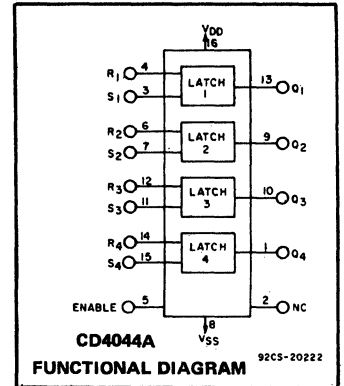 VDD
16
R1 4
S1 3
LATCH
1
13 Q1
R2 6
S2 7
LATCH
2
9 Q2
R3 12
S3 11
LATCH
3
10 Q3
R4 14
S4 15
LATCH
4
1 Q4
ENABLE 5
2 NC
8
VSS
CD4044A
FUNCTIONAL DIAGRAM 92CS-20222